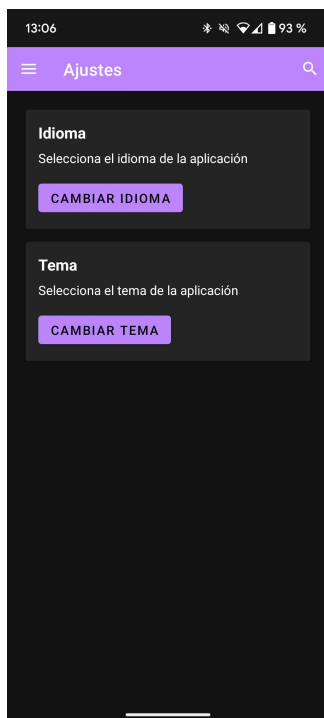 13:06
93 %
Ajustes
Idioma
Selecciona el idioma de la aplicación
CAMBIAR IDIOMA
Tema
Selecciona el tema de la aplicación
CAMBIAR TEMA